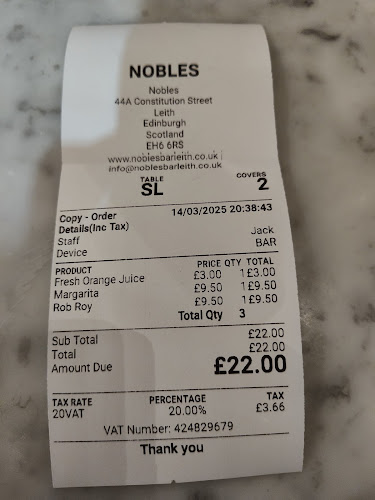 NOBLES
Nobles
44A Constitution Street
Leith
Edinburgh
Scotland
EH6 6RS
www.noblesbarleith.co.uk
info@noblesbarleith.co.uk
TABLE COVERS
SL 2
Copy - Order 14/03/2025 20:38:43
Details(Inc Tax)
Staff Jack
Device BAR
PRODUCT PRICE QTY TOTAL
Fresh Orange Juice £3.00 1 £3.00
Margarita £9.50 1 £9.50
Rob Roy £9.50 1 £9.50
Total Qty 3
Sub Total £22.00
Total £22.00
Amount Due £22.00
TAX RATE PERCENTAGE TAX
20VAT 20.00% £3.66
VAT Number: 424829679
Thank you